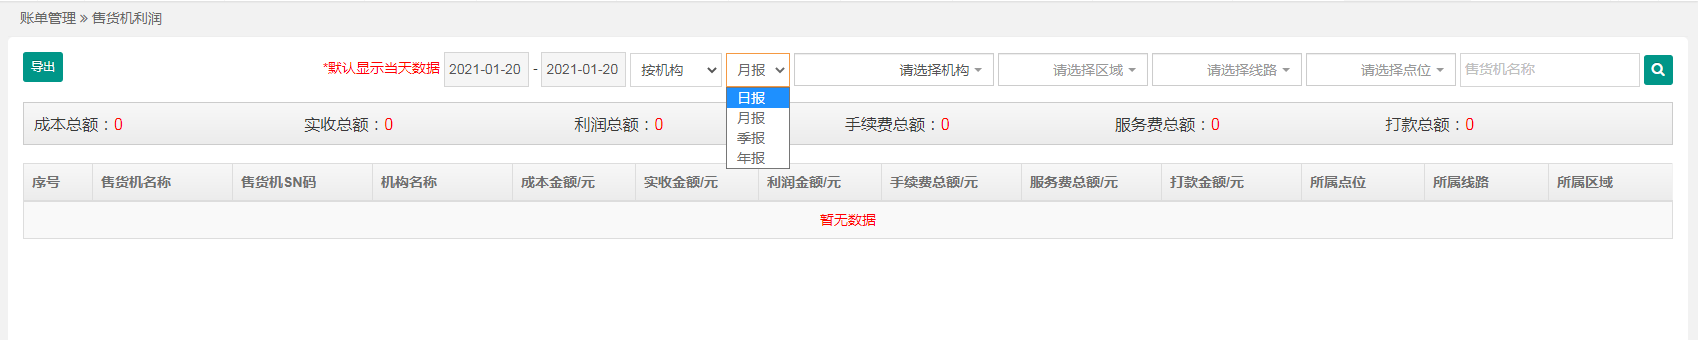 账单管理 » 售货机利润
导出 *默认显示当天数据 2021-01-20 - 2021-01-20 按机构 月报 请选择机构 请选择区域 请选择线路 请选择点位 售货机名称
日报
月报
季报
年报
成本总额：0 实收总额：0 利润总额：0 手续费总额：0 服务费总额：0 打款总额：0
序号 售货机名称 售货机SN码 机构名称 成本金额/元 实收金额/元 利润金额/元 手续费总额/元 服务费总额/元 打款金额/元 所属点位 所属线路 所属区域
暂无数据